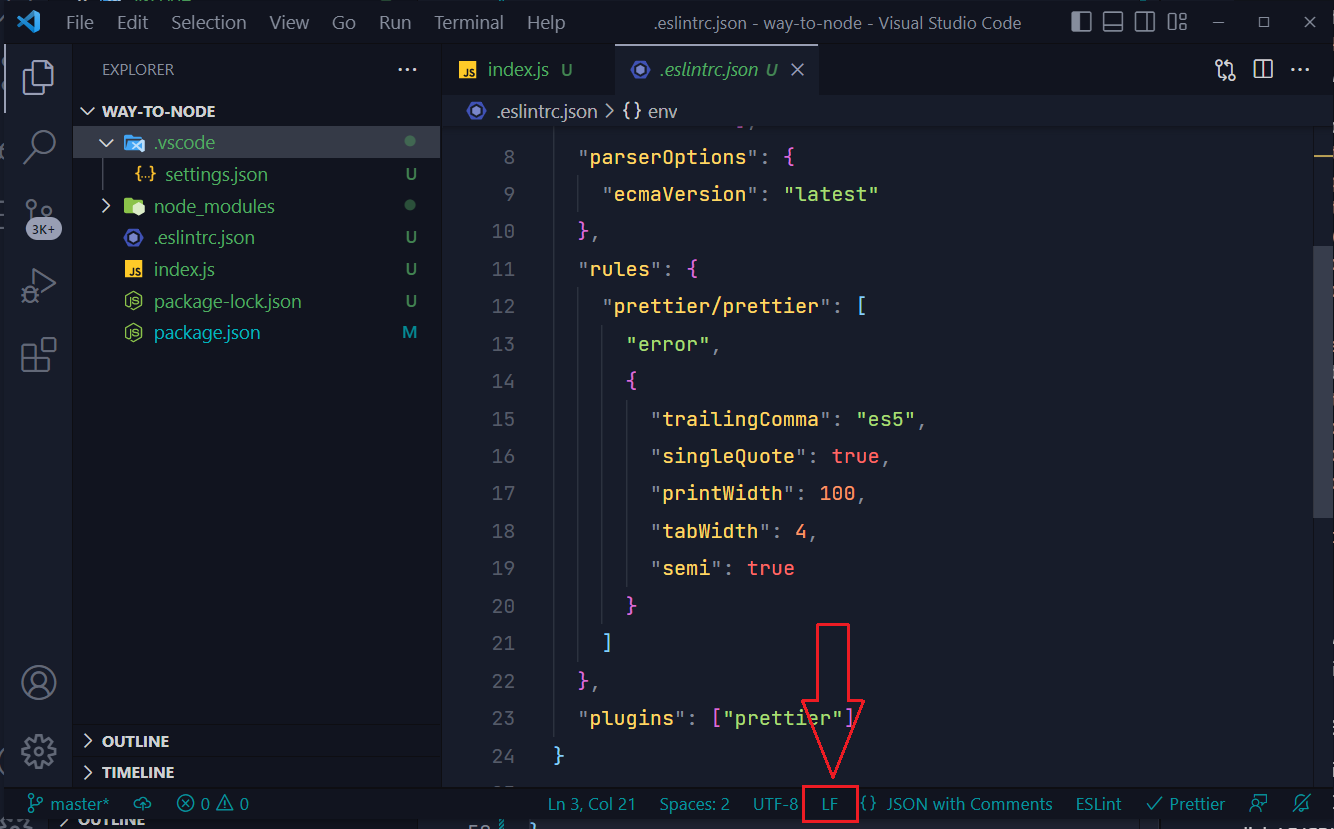 File Edit Selection View Go Run Terminal Help .eslintrc.json - way-to-node - Visual Studio Code
EXPLORER
WAY-TO-NODE
.vscode
settings.json U
node_modules
.eslintrc.json U
index.js U
package-lock.json U
package.json M
OUTLINE
TIMELINE
3K+
index.js U .eslintrc.json U
.eslintrc.json > {} env
8 "parserOptions": {
9 "ecmaVersion": "latest"
10 },
11 "rules": {
12 "prettier/prettier": [
13 "error",
14 {
15 "trailingComma": "es5",
16 "singleQuote": true,
17 "printWidth": 100,
18 "tabWidth": 4,
19 "semi": true
20 }
21 ]
22 },
23 "plugins": ["prettier"]
24 }
master* 0 0 Ln 3, Col 21 Spaces: 2 UTF-8 LF {} JSON with Comments ESLint Prettier
OUTLINE